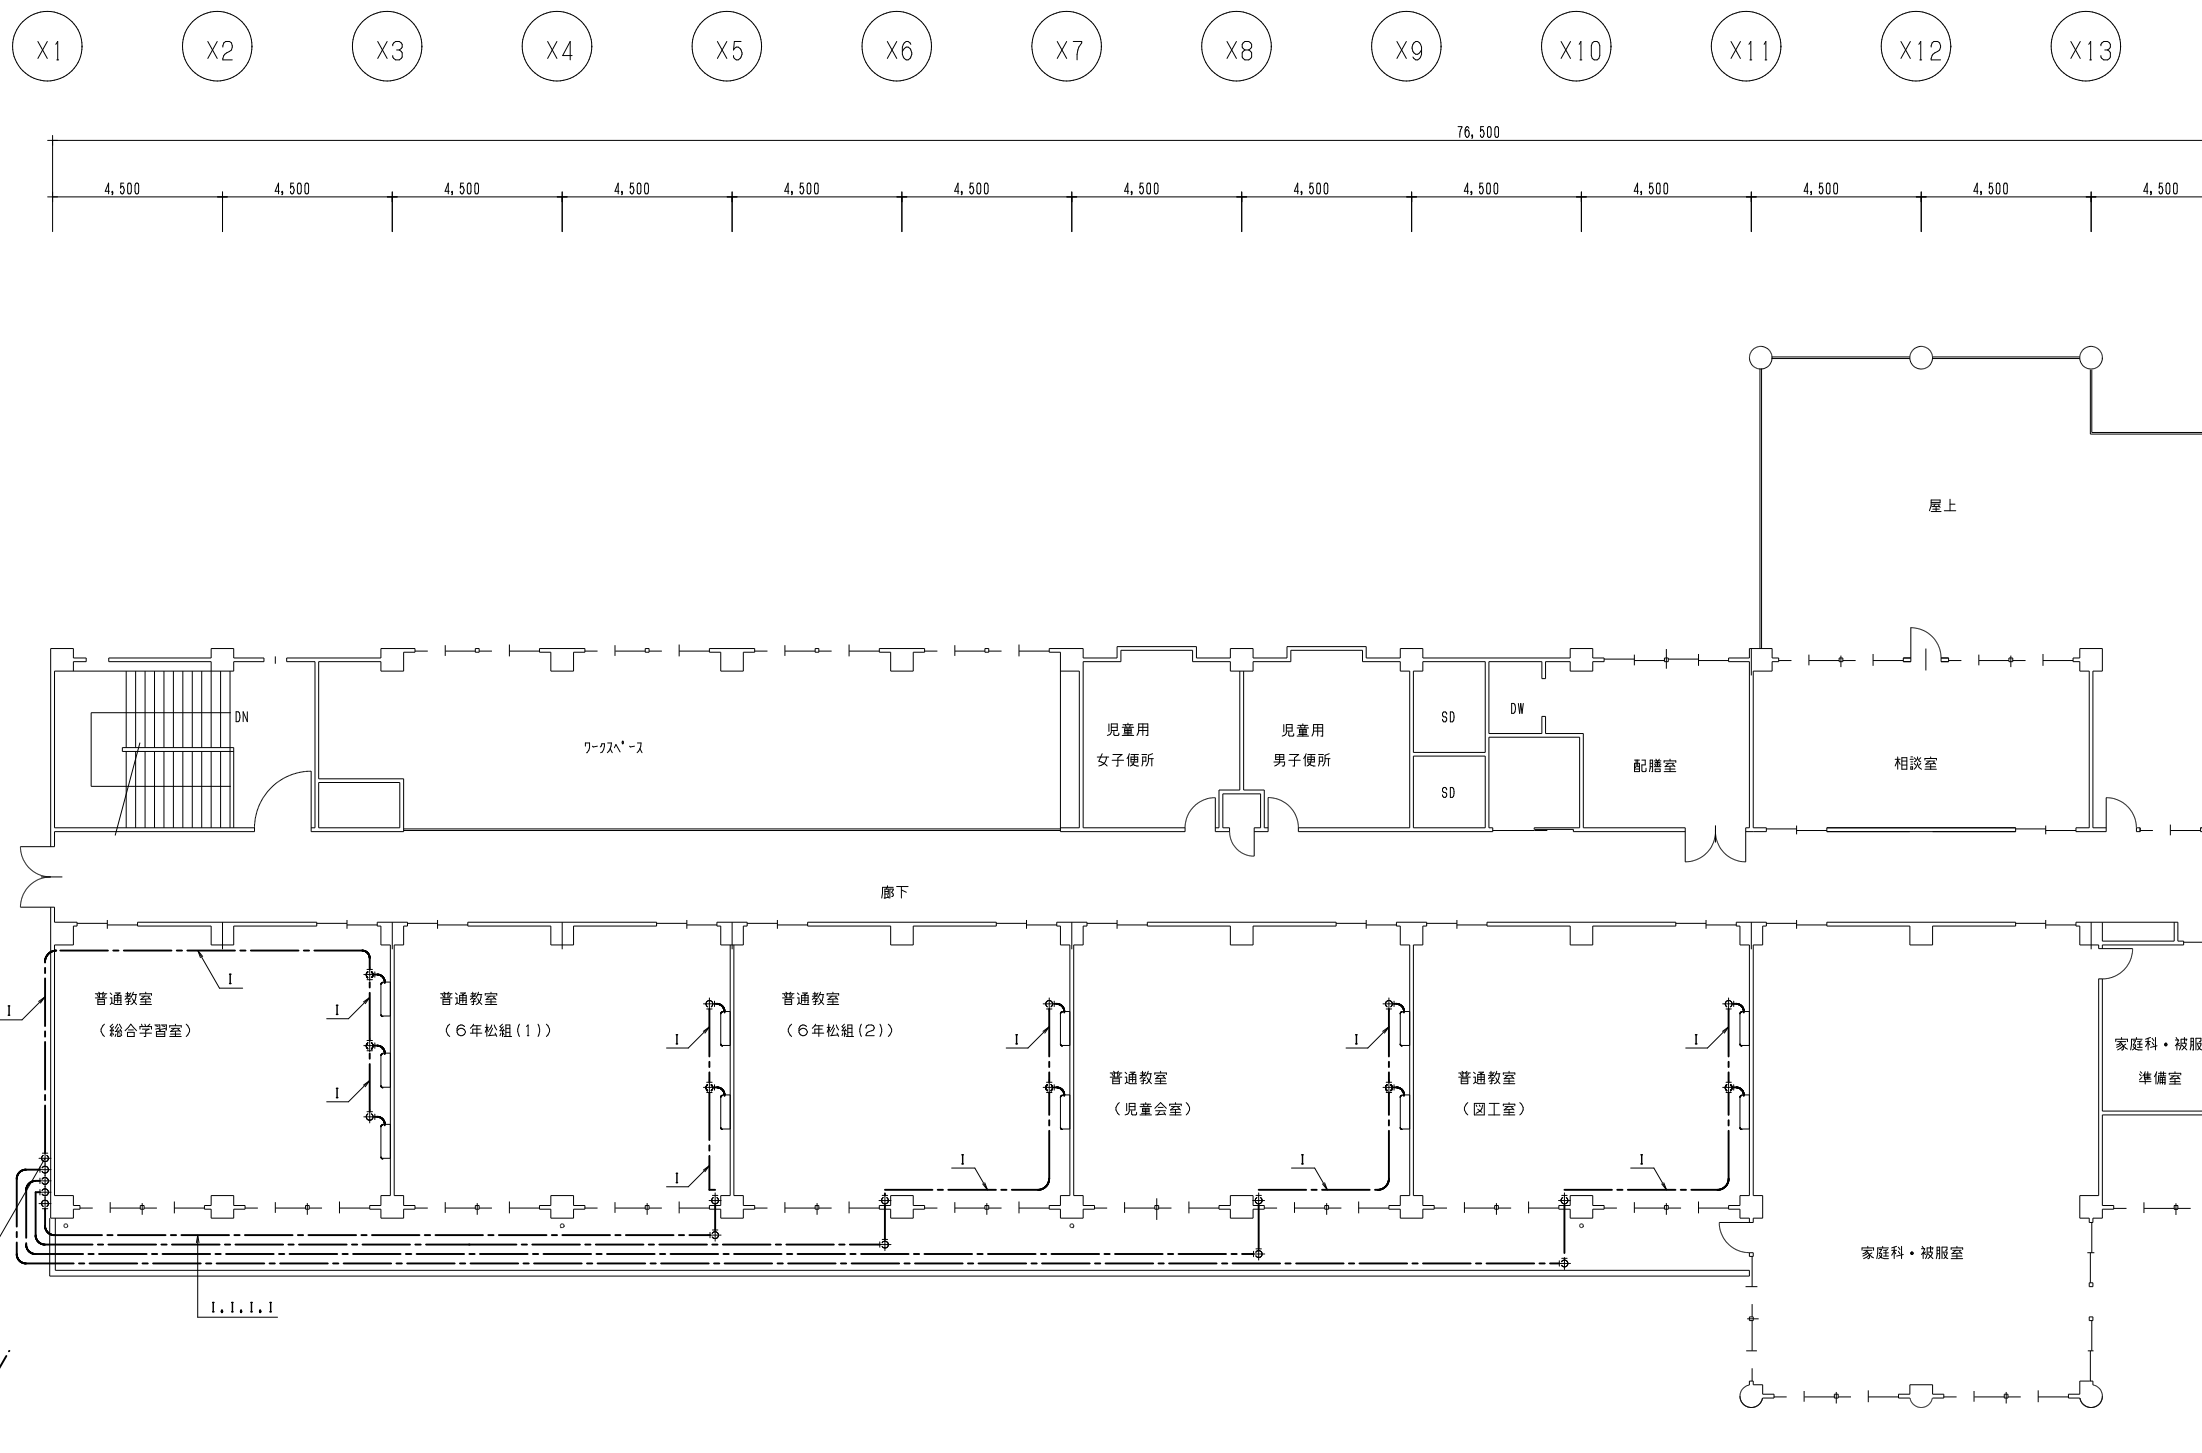 X1 X2 X3 X4 X5 X6 X7 X8 X9 X10 X11 X12 X13
76,500
4,500 4,500 4,500 4,500 4,500 4,500 4,500 4,500 4,500 4,500 4,500 4,500 4,500
屋上
DN
ワークスペース
児童用
女子便所
児童用
男子便所
SD
SD
DW
配膳室
相談室
廊下
I
I
I
I
普通教室
(総合学習室)
普通教室
(6年松組(1))
I
I
普通教室
(6年松組(2))
I
I
普通教室
(児童会室)
I
I
普通教室
(図工室)
I
I
家庭科・被服
準備室
家庭科・被服室
I.I.I.I